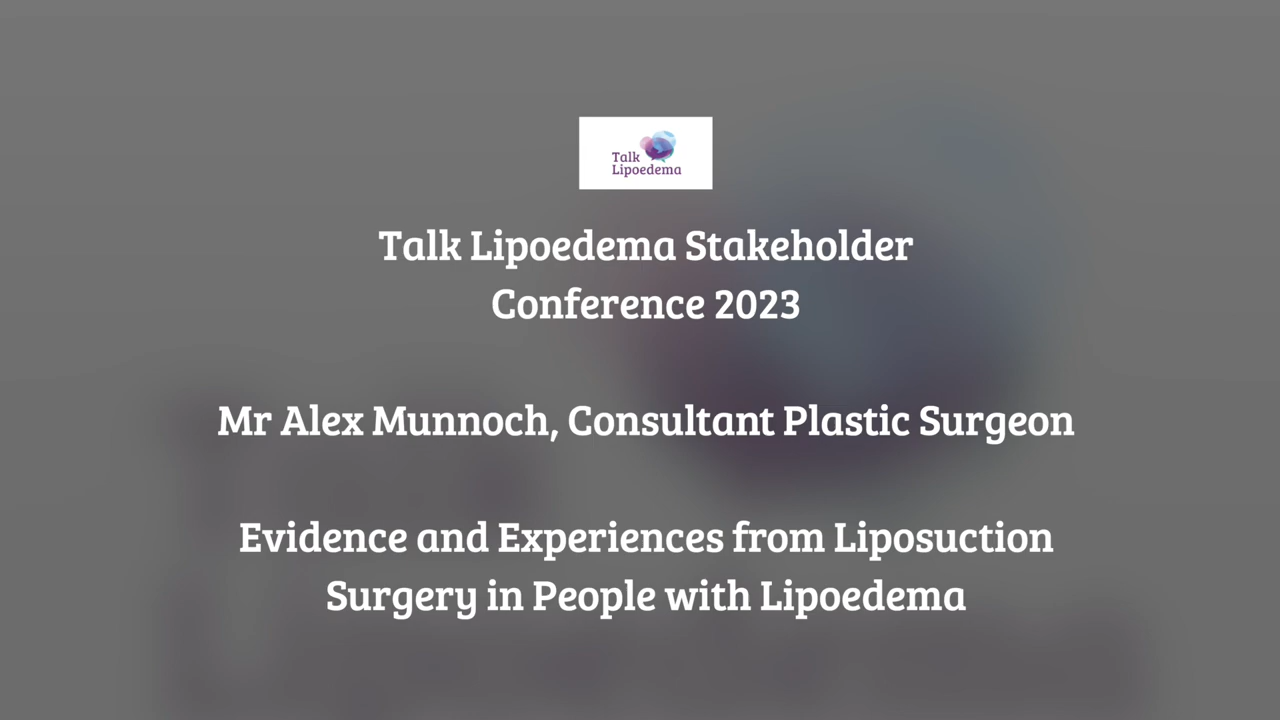 Talk
Lipoedema
Talk Lipoedema Stakeholder
Conference 2023
Mr Alex Munnoch, Consultant Plastic Surgeon
Evidence and Experiences from Liposuction
Surgery in People with Lipoedema